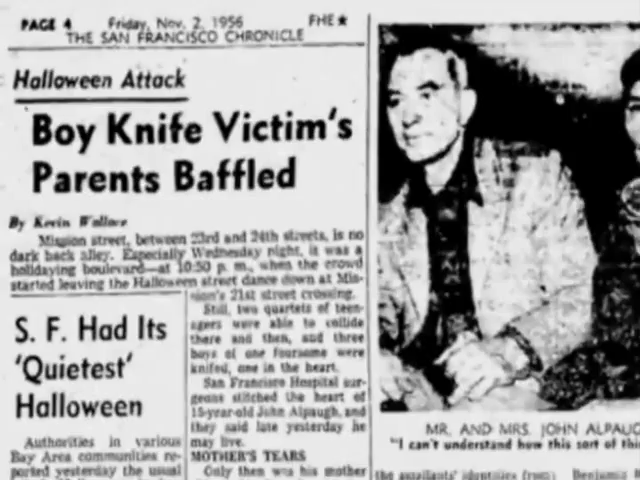 PAGE 4 Friday, Nov. 2, 1956 FHE★
THE SAN FRANCISCO CHRONICLE
Halloween Attack
Boy Knife Victim's
Parents Baffled
By Kevin Wallace
Mission street, between 23rd and 24th streets, is no
dark back alley. Especially Wednesday night, it was a
holidaying boulevard—at 10:50 p. m., when the crowd
started leaving the Halloween street dance down at Mis-
sion's 21st street crossing.
Still, two quartets of teen-
agers were able to collide
there and then, and three
boys of one foursome were
knifed, one in the heart.
San Francisco Hospital sur-
geons stitched the heart of
15-year-old John Alpaugh, and
they said late yesterday he
may live.
MOTHER'S TEARS
Only then was his mother
S. F. Had Its
'Quietest'
Halloween
Authorities in various
Bay Area communities re-
ported yesterday the usual
MR. AND MRS. JOHN ALPAUG
"I can't understand how this sort of thi
the assailants' identities (from
Benjamin